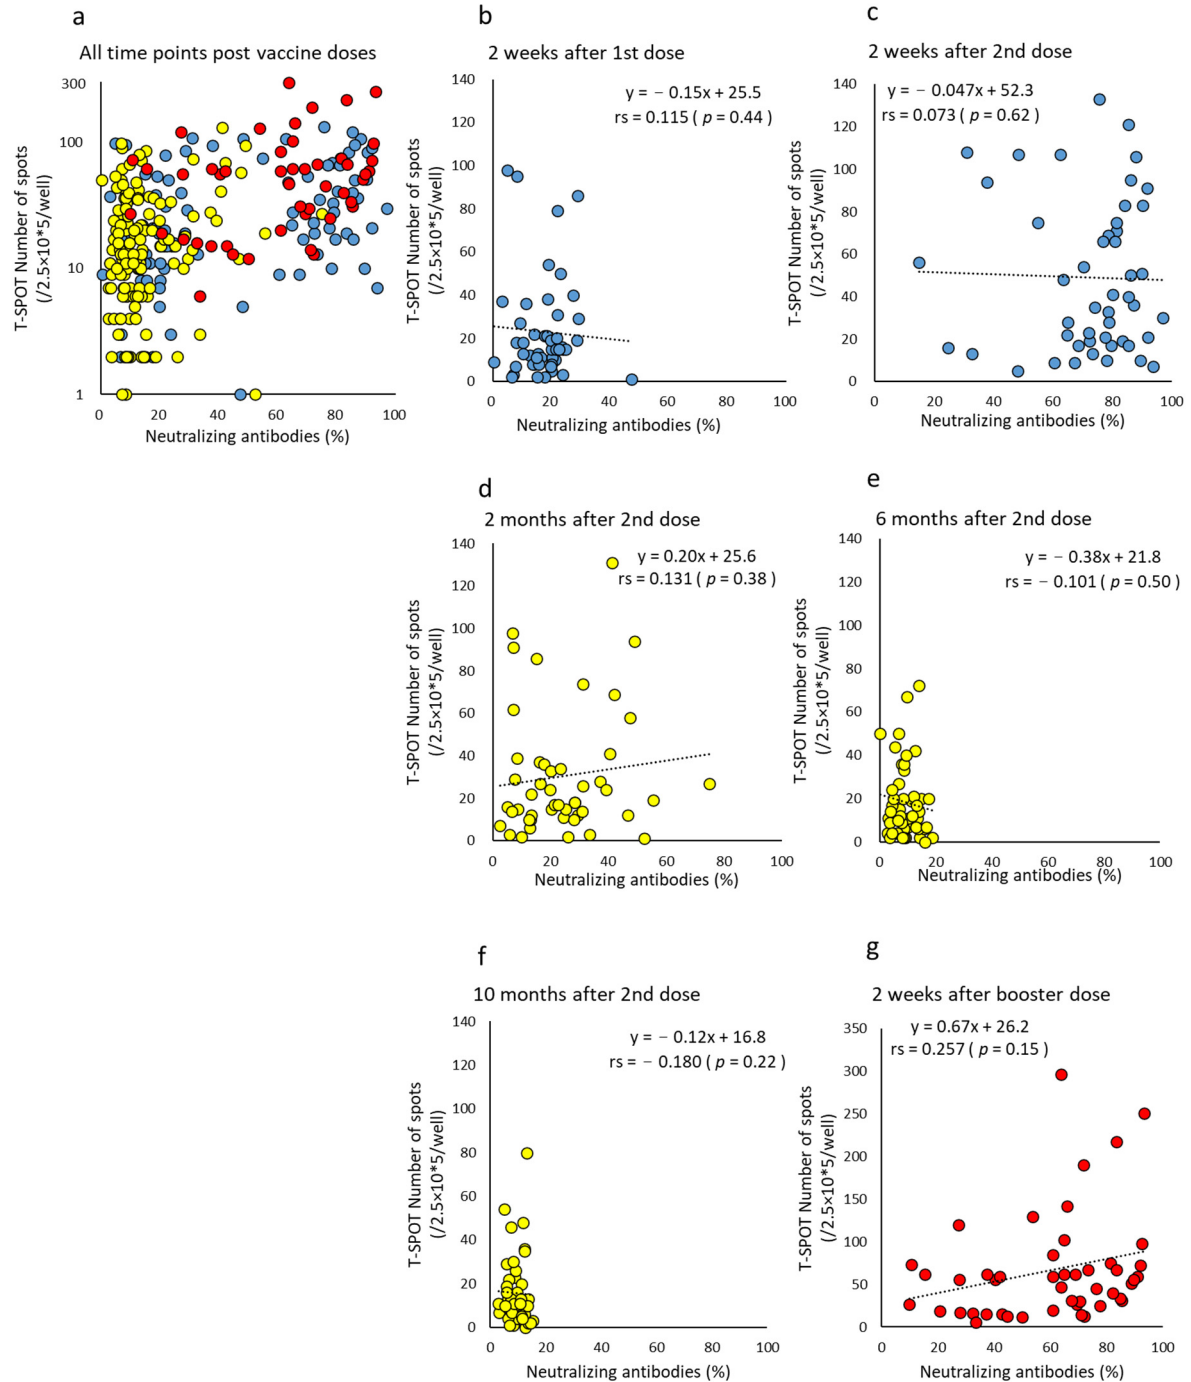 a
All time points post vaccine doses
T-SPOT Number of spots
(/2.5×10*5/well)
300
100
10
1
0 20 40 60 80 100
Neutralizing antibodies (%)
b
2 weeks after 1st dose
y = − 0.15x + 25.5
rs = 0.115 ( p = 0.44 )
T-SPOT Number of spots
(/2.5×10*5/well)
140
120
100
80
60
40
20
0
0 20 40 60 80 100
Neutralizing antibodies (%)
c
2 weeks after 2nd dose
y = − 0.047x + 52.3
rs = 0.073 ( p = 0.62 )
T-SPOT Number of spots
(/2.5×10*5/well)
140
120
100
80
60
40
20
0
0 20 40 60 80 100
Neutralizing antibodies (%)
d
2 months after 2nd dose
y = 0.20x + 25.6
rs = 0.131 ( p = 0.38 )
T-SPOT Number of spots
(/2.5×10*5/well)
140
120
100
80
60
40
20
0
0 20 40 60 80 100
Neutralizing antibodies (%)
e
6 months after 2nd dose
y = − 0.38x + 21.8
rs = − 0.101 ( p = 0.50 )
T-SPOT Number of spots
(/2.5×10*5/well)
140
120
100
80
60
40
20
0
0 20 40 60 80 100
Neutralizing antibodies (%)
f
10 months after 2nd dose
y = − 0.12x + 16.8
rs = − 0.180 ( p = 0.22 )
T-SPOT Number of spots
(/2.5×10*5/well)
140
120
100
80
60
40
20
0
0 20 40 60 80 100
Neutralizing antibodies (%)
g
2 weeks after booster dose
y = 0.67x + 26.2
rs = 0.257 ( p = 0.15 )
T-SPOT Number of spots
(/2.5×10*5/well)
350
300
250
200
150
100
50
0
0 20 40 60 80 100
Neutralizing antibodies (%)